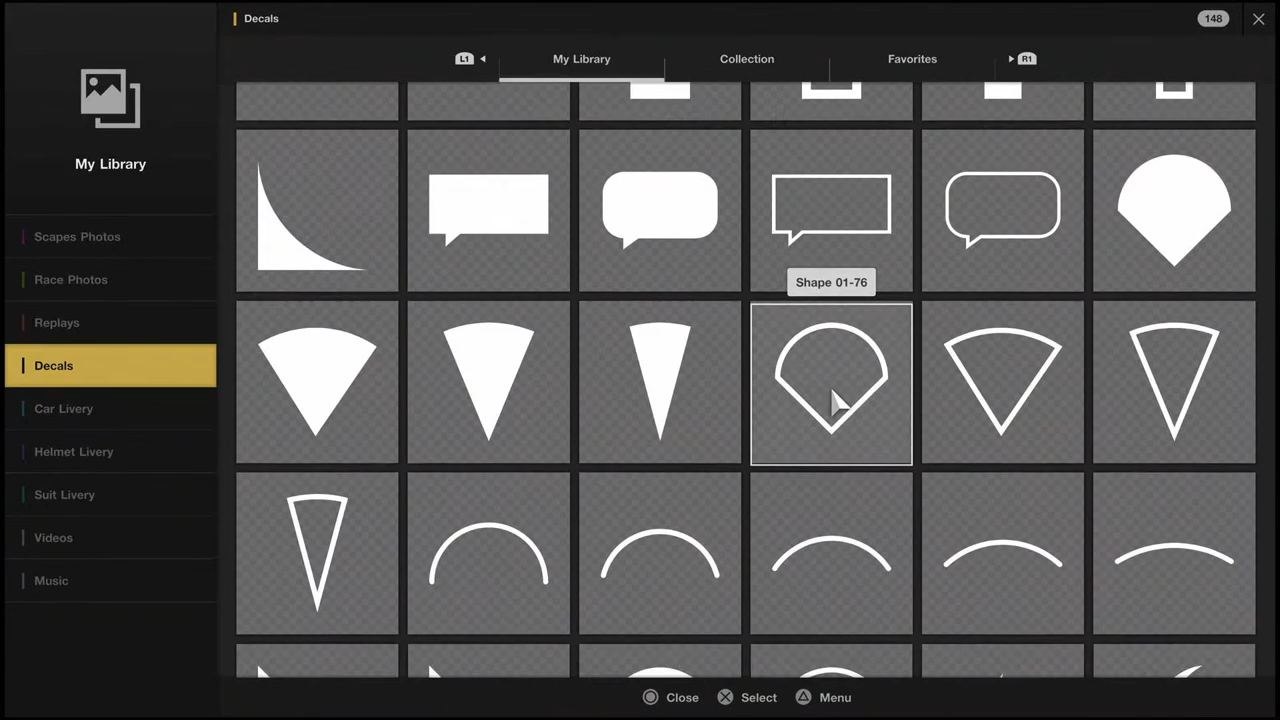 Decals
148
L1
My Library
Collection
Favorites
R1
My Library
Scapes Photos
Race Photos
Replays
Decals
Car Livery
Helmet Livery
Suit Livery
Videos
Music
Shape 01-76
Close
Select
Menu